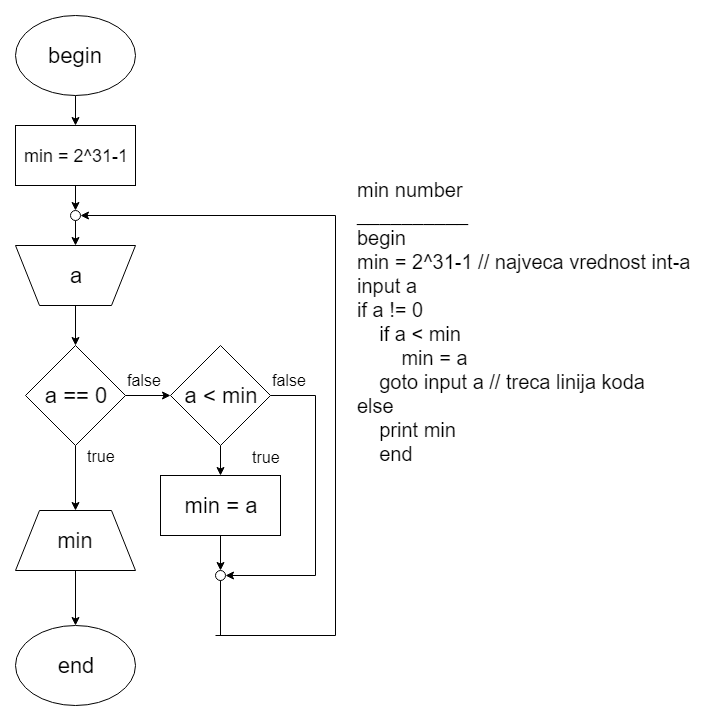 begin
min = 2^31-1
a
a == 0
false
true
a < min
false
true
min = a
min
end
min number
__________
begin
min = 2^31-1 // najveca vrednost int-a
input a
if a != 0
if a < min
min = a
goto input a // treca linija koda
else
print min
end